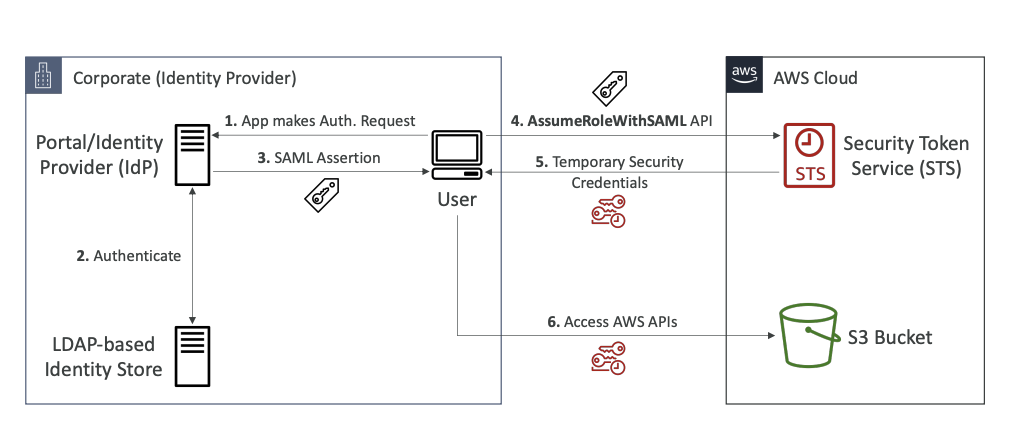 Corporate (Identity Provider)
aws
AWS Cloud
Portal/Identity
Provider (IdP)
1. App makes Auth. Request
3. SAML Assertion
User
4. AssumeRoleWithSAML API
5. Temporary Security
Credentials
STS
Security Token
Service (STS)
2. Authenticate
LDAP-based
Identity Store
6. Access AWS APIs
S3 Bucket